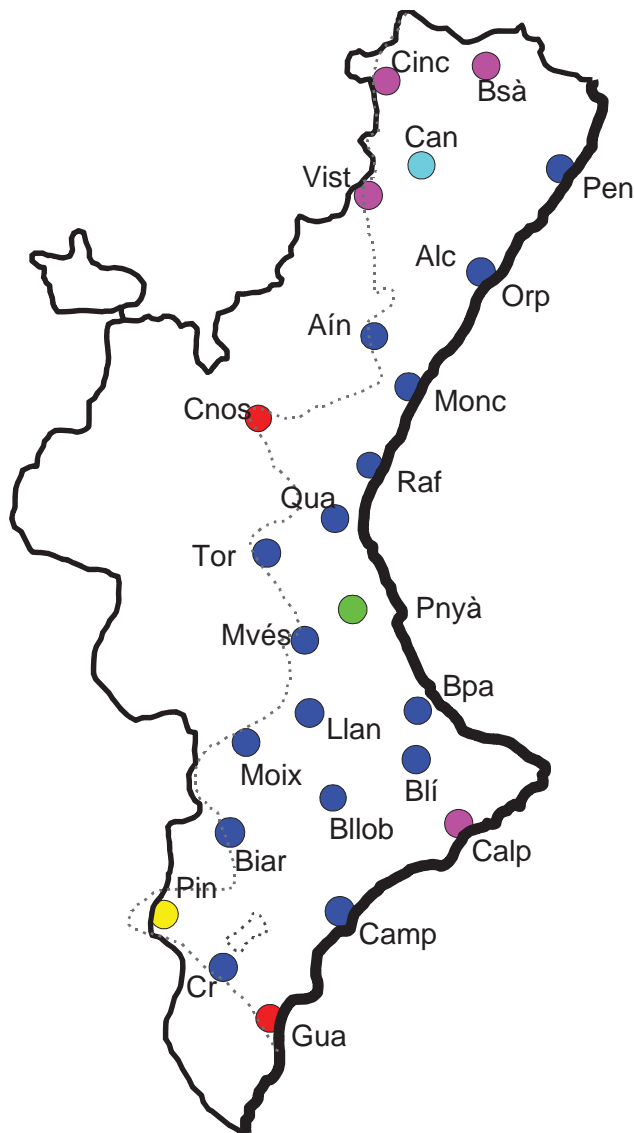 Cinc
Bsà
Can
Vist
Pen
Alc
Orp
Aín
Monc
Cnos
Raf
Qua
Tor
Pnyà
Mvés
Bpa
Llan
Moix
Blí
Bllob
Calp
Biar
Pin
Camp
Cr
Gua